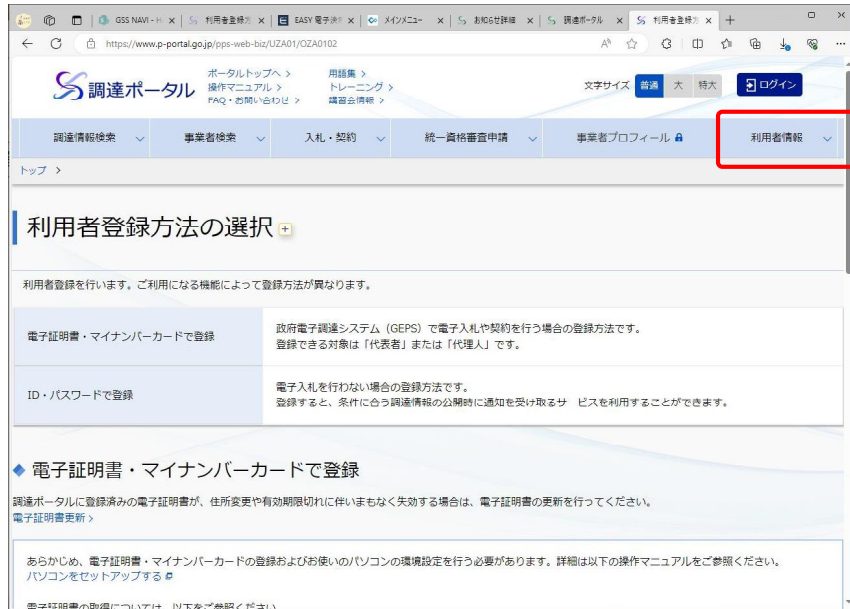 GSS NAVI - H
利用者登録方
EASY 電子決
メインメニュー
お知らせ詳細
調達ポータル
利用者登録方
https://www.p-portal.go.jp/pps-web-biz/UZA01/OZA0102
調達ポータル
ポータルトップへ >
操作マニュアル >
FAQ・お問い合わせ >
用語集 >
トレーニング >
講習会情報 >
文字サイズ 普通 大 特大
ログイン
調達情報検索 事業者検索 入札・契約 統一資格審査申請 事業者プロフィール 利用者情報
トップ >
利用者登録方法の選択
利用者登録を行います。ご利用になる機能によって登録方法が異なります。
電子証明書・マイナンバーカードで登録
政府電子調達システム（GEPS）で電子入札や契約を行う場合の登録方法です。
登録できる対象は「代表者」または「代理人」です。
ID・パスワードで登録
電子入札を行わない場合の登録方法です。
登録すると、条件に合う調達情報の公開時に通知を受け取るサ ビスを利用することができます。
電子証明書・マイナンバーカードで登録
調達ポータルに登録済みの電子証明書が、住所変更や有効期限切れに伴いまもなく失効する場合は、電子証明書の更新を行ってください。
電子証明書更新 >
あらかじめ、電子証明書・マイナンバーカードの登録およびお使いのパソコンの環境設定を行う必要があります。詳細は以下の操作マニュアルをご参照ください。
パソコンをセットアップする
電子証明書の取得については、以下をご参照ください。